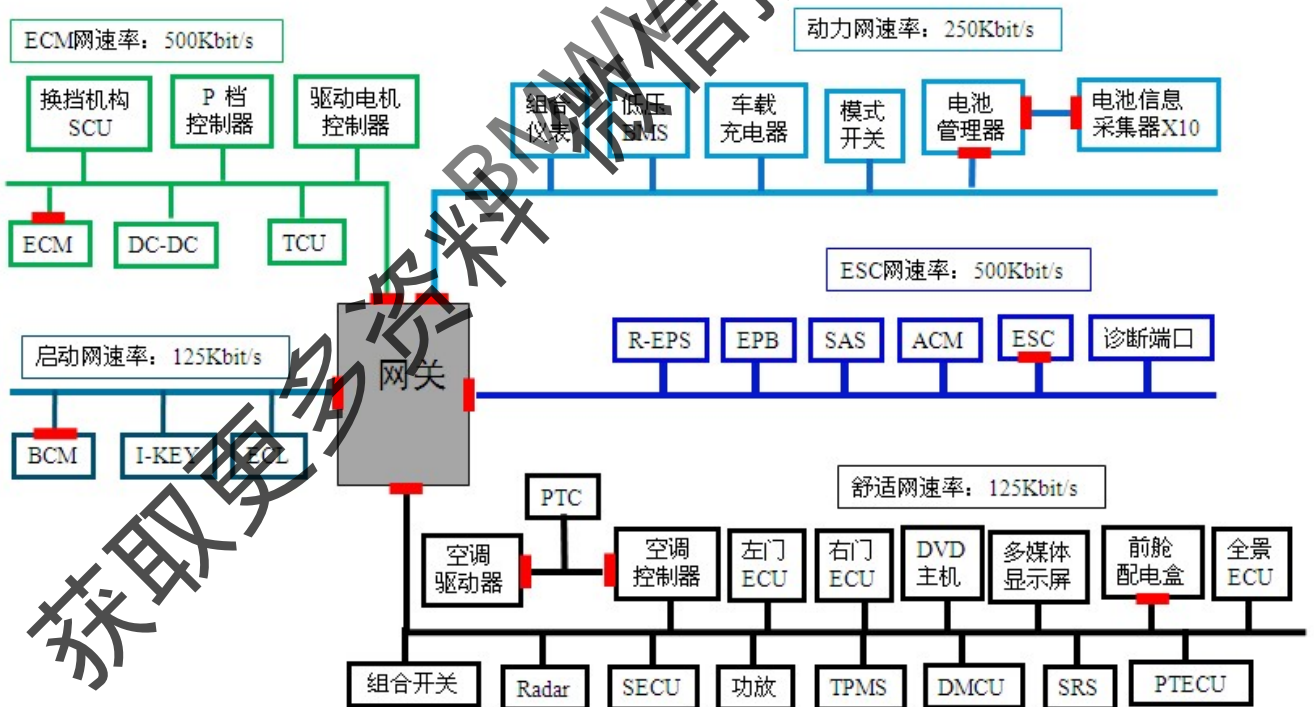 ECM网速率：500Kbit/s
换挡机构
SCU
P 档
控制器
驱动电机
控制器
ECM
DC-DC
TCU
动力网速率：250Kbit/s
组合
仪表
低压
BMS
车载
充电器
模式
开关
电池
管理器
电池信息
采集器X10
启动网速率：125Kbit/s
BCM
I-KEY
ECL
网关
ESC网速率：500Kbit/s
R-EPS
EPB
SAS
ACM
ESC
诊断端口
舒适网速率：125Kbit/s
PTC
空调
驱动器
空调
控制器
左门
ECU
右门
ECU
DVD
主机
多媒体
显示屏
前舱
配电盒
全景
ECU
组合开关
Radar
SECU
功放
TPMS
DMCU
SRS
PTECU
获取更多资料 微信